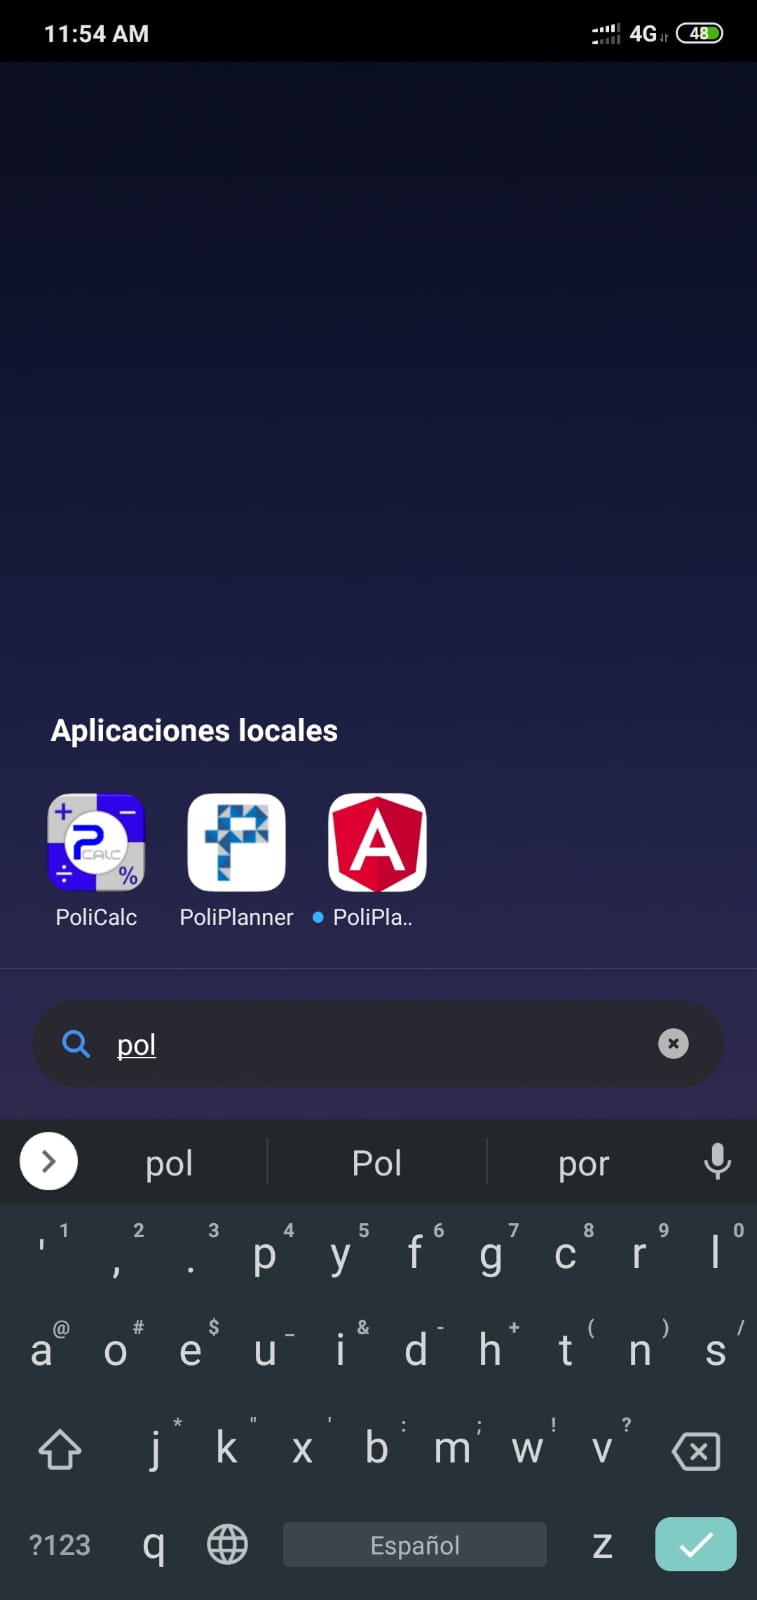 11:54 AM 4G 48
Aplicaciones locales
+ − P CALC ÷ %
A
PoliCalc PoliPlanner PoliPla..
pol
pol Pol por
' 1 , 2 . 3 p 4 y 5 f 6 g 7 c 8 r 9 l 0
a @ o # e $ u _ i & d - h + t ( n ) s /
j * k " x ' b : m ; w ! v ?
?123 q Español z